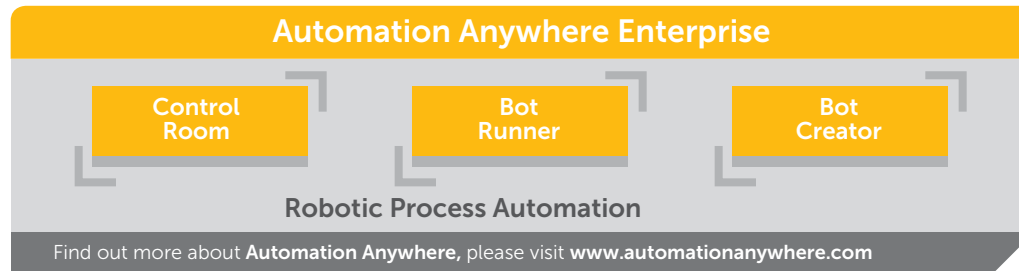 Automation Anywhere Enterprise
Control
Room
Bot
Runner
Bot
Creator
Robotic Process Automation
Find out more about Automation Anywhere, please visit www.automationanywhere.com